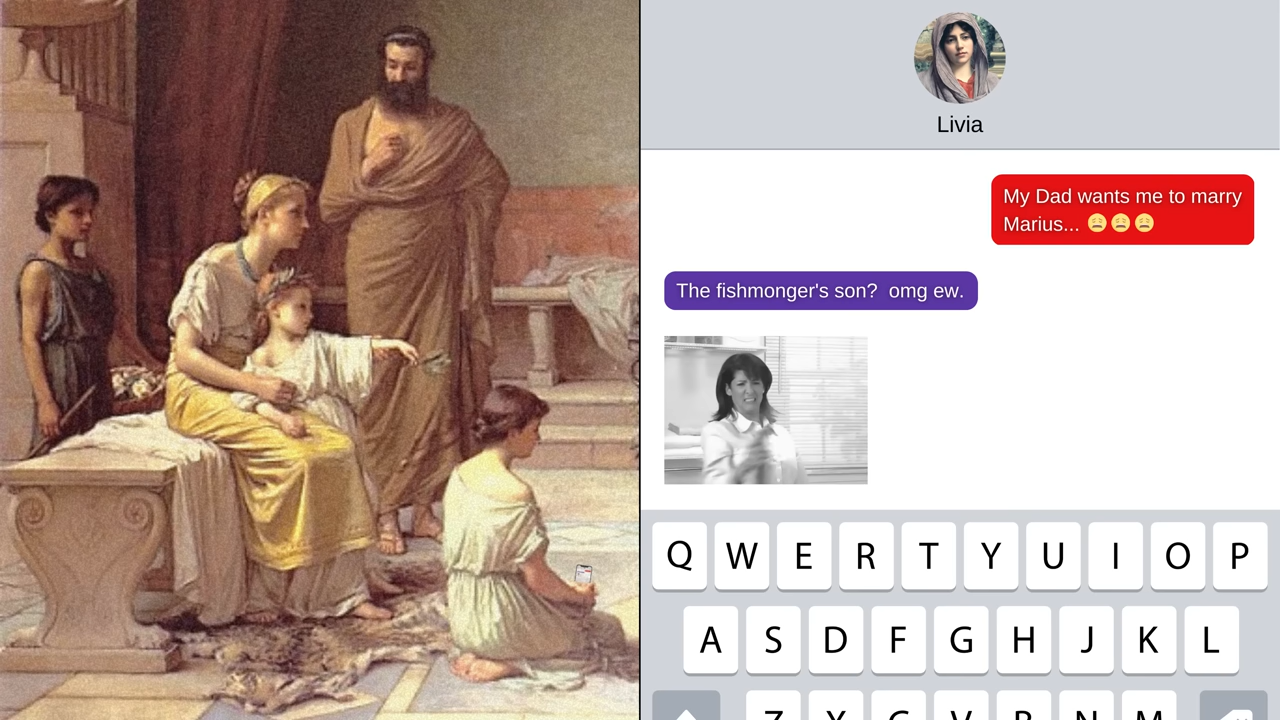 Livia
My Dad wants me to marry
Marius... 😩😩😩
The fishmonger's son?  omg ew.
Q W E R T Y U I O P
A S D F G H J K L
Z X C V B N M